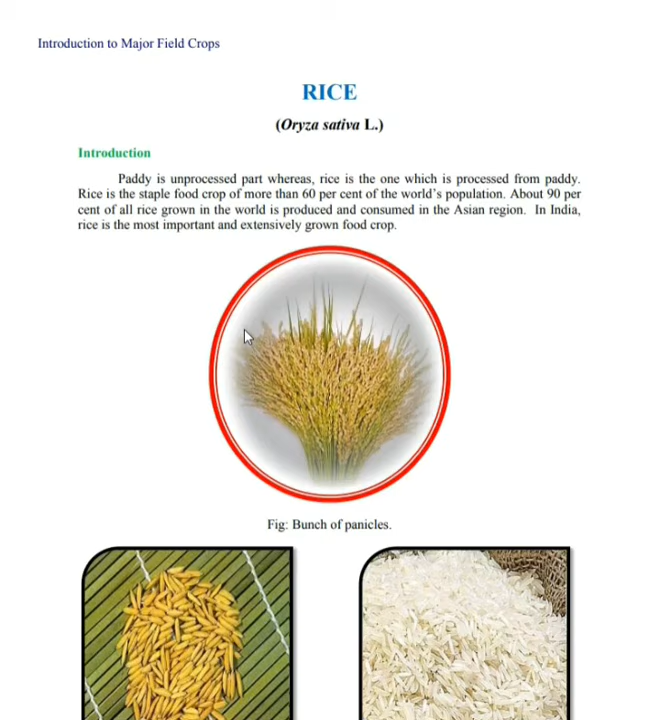 Introduction to Major Field Crops
RICE
(Oryza sativa L.)
Introduction
Paddy is unprocessed part whereas, rice is the one which is processed from paddy.
Rice is the staple food crop of more than 60 per cent of the world's population. About 90 per
cent of all rice grown in the world is produced and consumed in the Asian region. In India,
rice is the most important and extensively grown food crop.
Fig: Bunch of panicles.